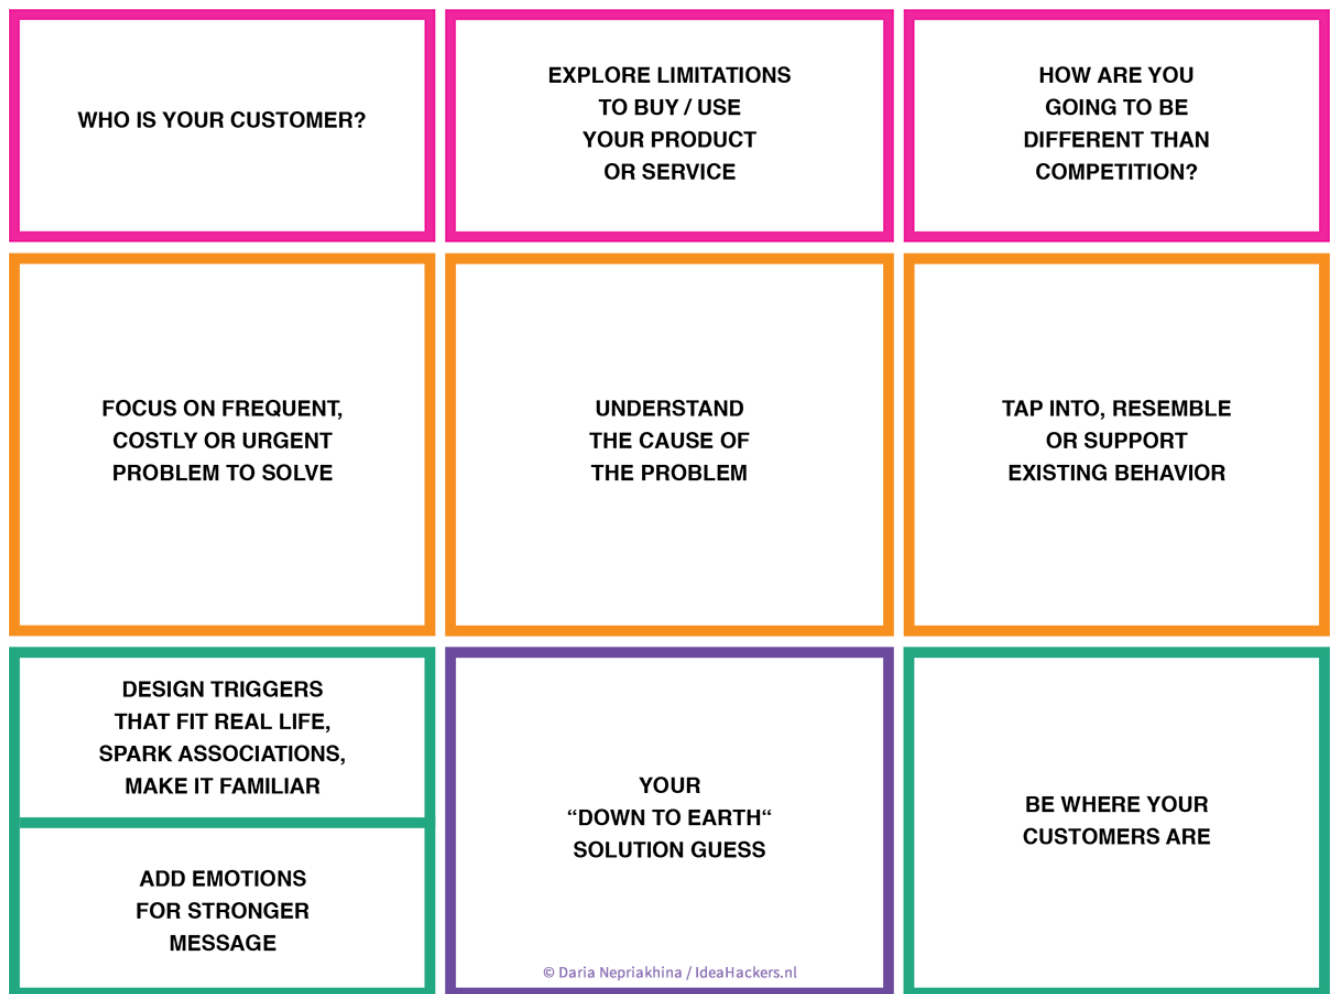 WHO IS YOUR CUSTOMER?
EXPLORE LIMITATIONS
TO BUY / USE
YOUR PRODUCT
OR SERVICE
HOW ARE YOU
GOING TO BE
DIFFERENT THAN
COMPETITION?
FOCUS ON FREQUENT,
COSTLY OR URGENT
PROBLEM TO SOLVE
UNDERSTAND
THE CAUSE OF
THE PROBLEM
TAP INTO, RESEMBLE
OR SUPPORT
EXISTING BEHAVIOR
DESIGN TRIGGERS
THAT FIT REAL LIFE,
SPARK ASSOCIATIONS,
MAKE IT FAMILIAR
ADD EMOTIONS
FOR STRONGER
MESSAGE
YOUR
“DOWN TO EARTH“
SOLUTION GUESS
© Daria Nepriakhina / IdeaHackers.nl
BE WHERE YOUR
CUSTOMERS ARE